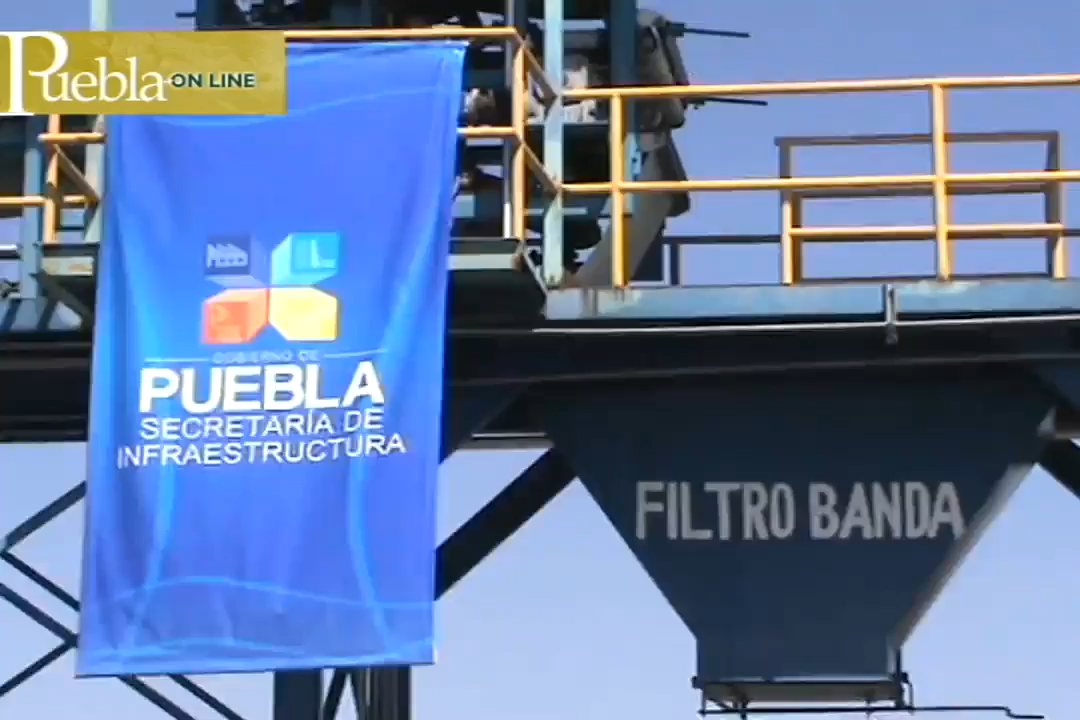 Puebla ON LINE
GOBIERNO DE
PUEBLA
SECRETARÍA DE
INFRAESTRUCTURA
FILTRO BANDA